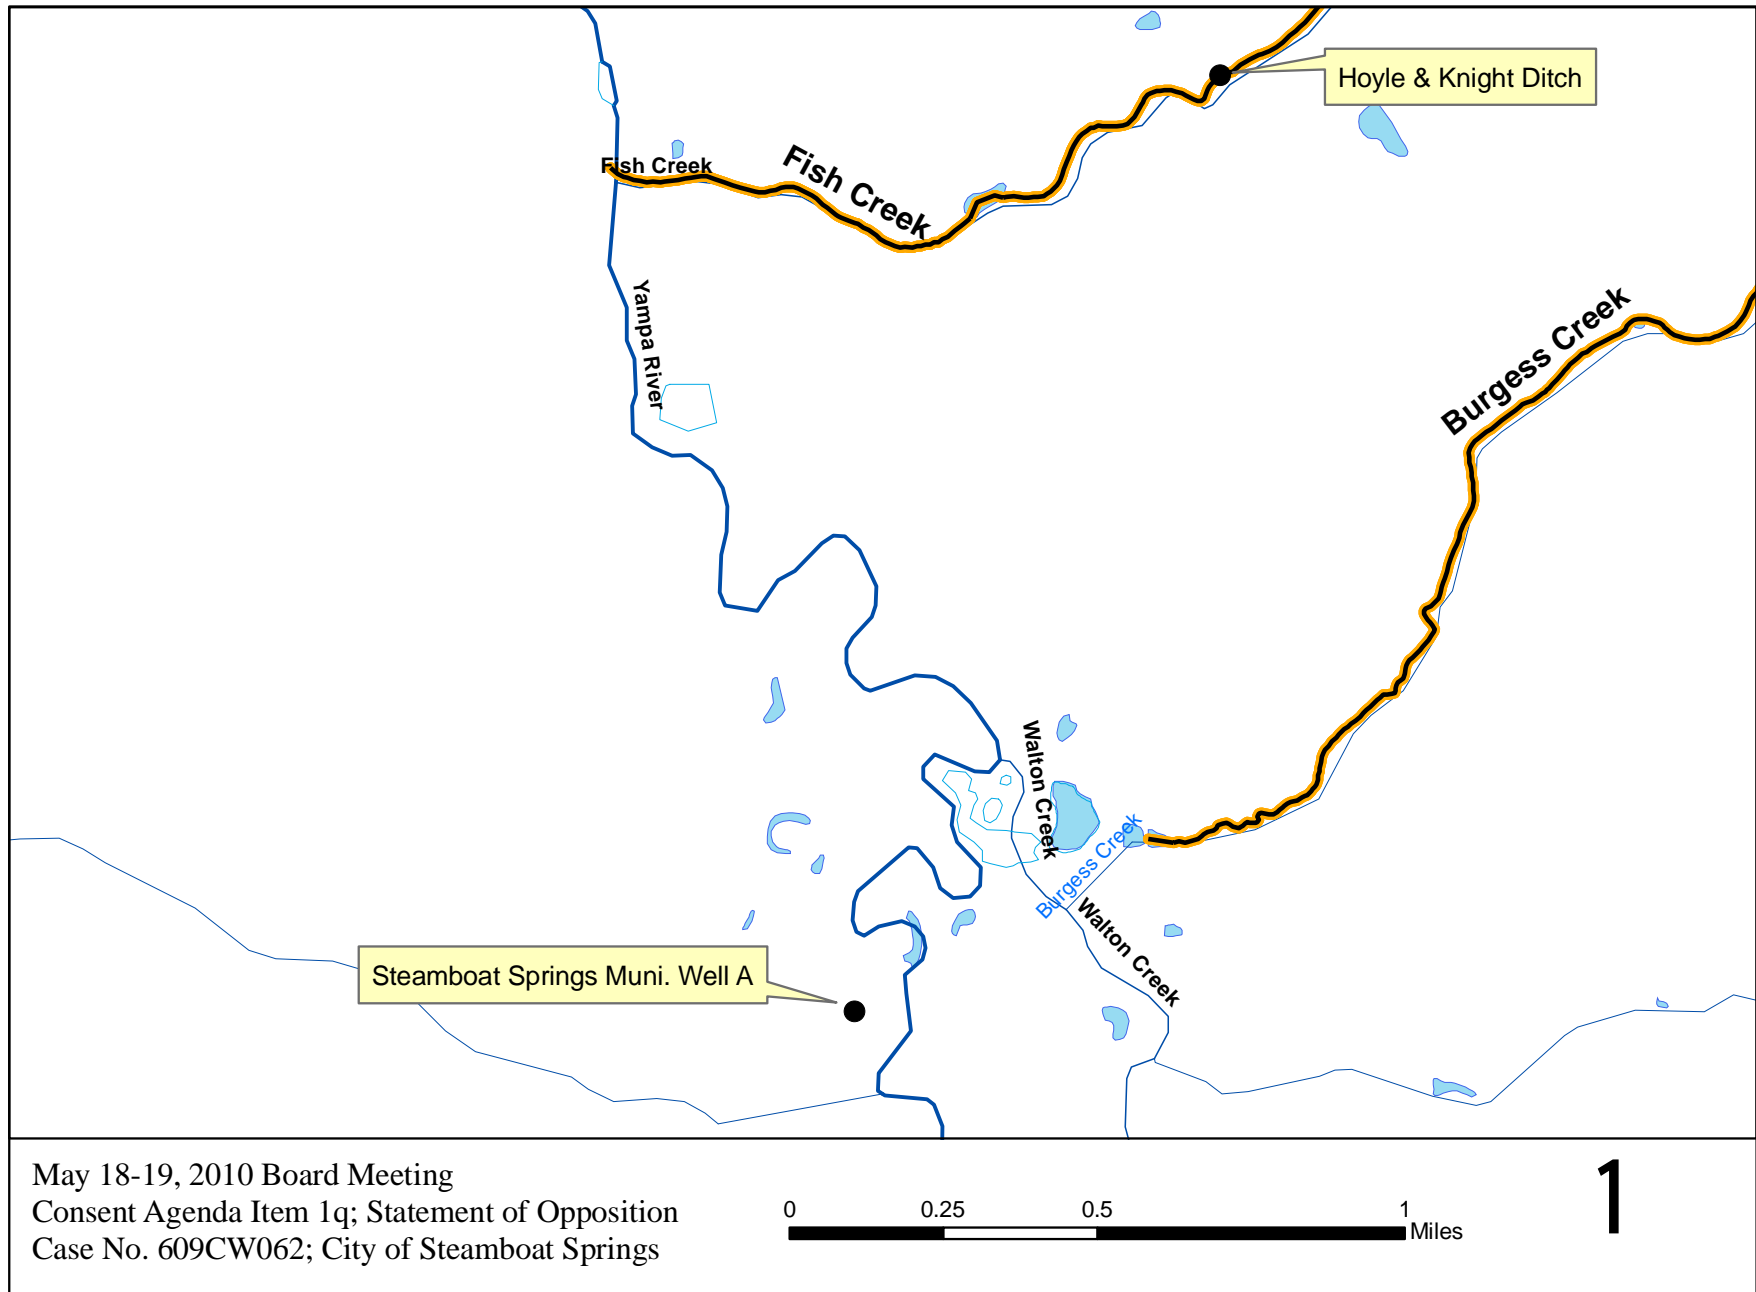 Hoyle & Knight Ditch
Fish Creek
Fish Creek
Yampa River
Burgess Creek
Walton Creek
Burgess Creek
Walton Creek
Steamboat Springs Muni. Well A
May 18-19, 2010 Board Meeting
Consent Agenda Item 1q; Statement of Opposition
Case No. 609CW062; City of Steamboat Springs
0 0.25 0.5 1
Miles
1